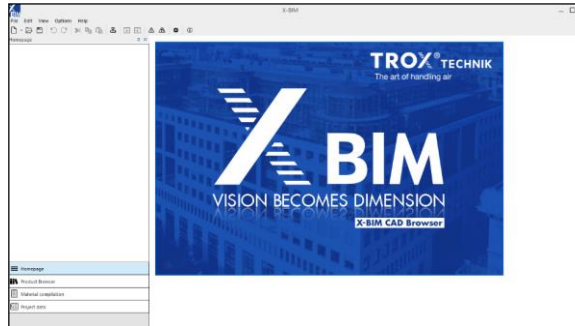 X-BIM
File Edit View Options Help
Homepage
TROX® TECHNIK
The art of handling air
X BIM
VISION BECOMES DIMENSION
X-BIM CAD Browser
Homepage
Product Browser
Material compilation
Project data